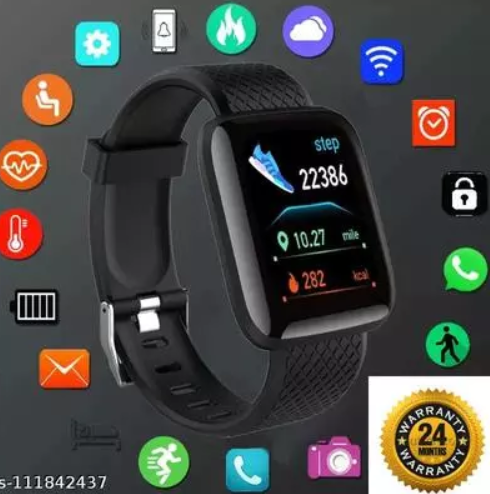 step
22386
10.27 mile
282 kcal
WARRANTY
24
MONTHS
WARRANTY
s-111842437